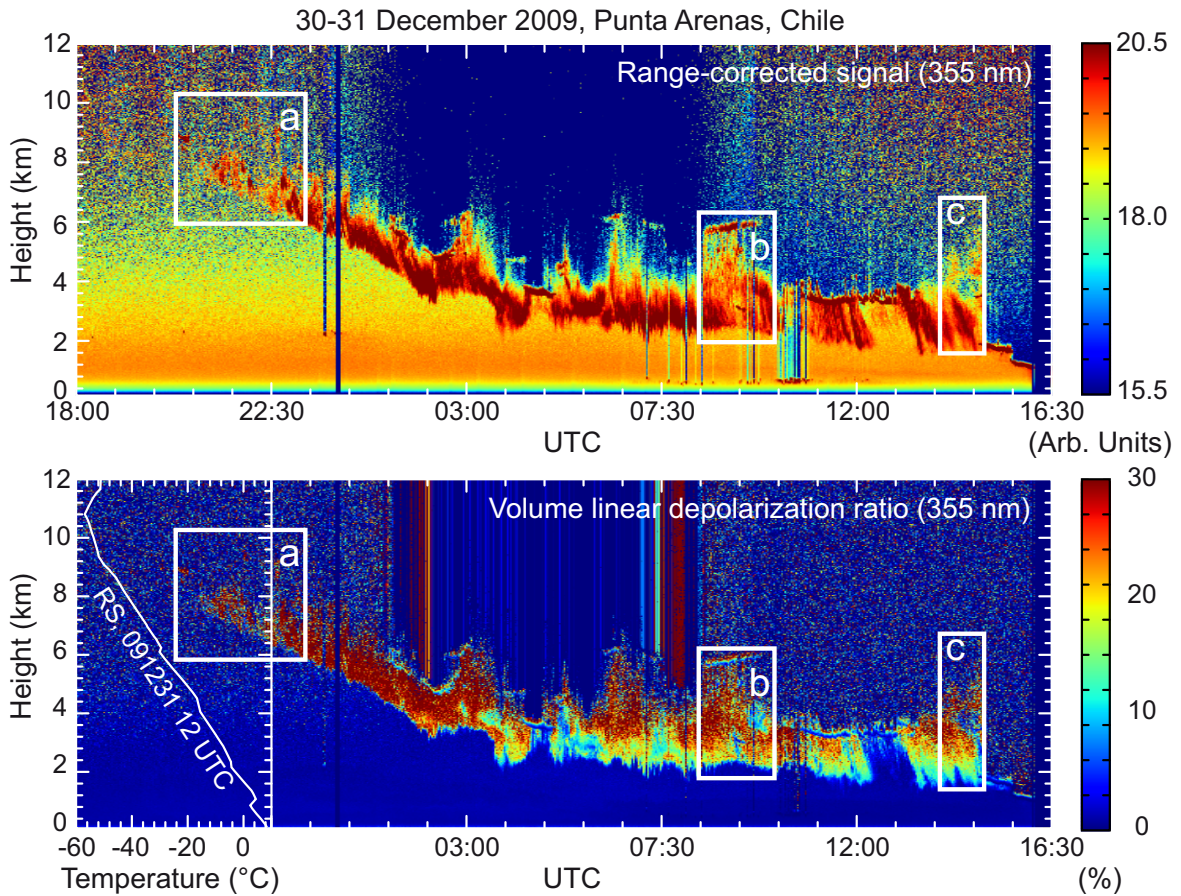 30-31 December 2009, Punta Arenas, Chile
Range-corrected signal (355 nm)
a
b
c
Height (km)
12
10
8
6
4
2
0
18:00 22:30 03:00 07:30 12:00 16:30
UTC
20.5
18.0
15.5
(Arb. Units)
Volume linear depolarization ratio (355 nm)
a
b
c
RS, 091231 12 UTC
Height (km)
12
10
8
6
4
2
0
-60 -40 -20 0 03:00 07:30 12:00 16:30
Temperature (°C) UTC
30
20
10
0
(%)